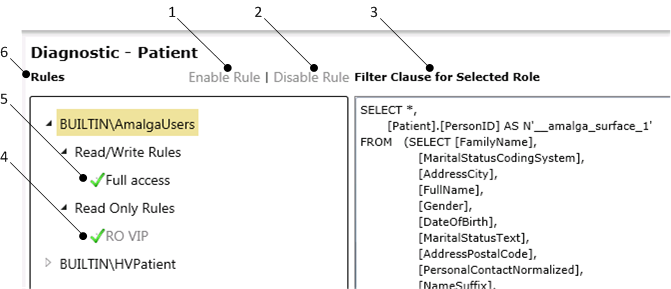 1 2 3
Diagnostic - Patient
6
Rules Enable Rule | Disable Rule Filter Clause for Selected Role
5
BUILTIN\AmalgaUsers
Read/Write Rules
Full access
Read Only Rules
4
RO VIP
BUILTIN\HVPatient
SELECT *,
[Patient].[PersonID] AS N'__amalga_surface_1'
FROM (SELECT [FamilyName],
[MaritalStatusCodingSystem],
[AddressCity],
[FullName],
[Gender],
[DateOfBirth],
[MaritalStatusText],
[AddressPostalCode],
[PersonalContactNormalized],
[NameSuffix],